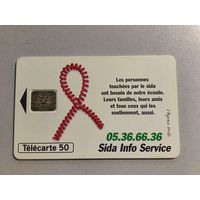 Les personnes
touchées par le sida
ont besoin de votre écoute.
Leurs familles, leurs amis
et tous ceux qui les
soutiennent, aussi.
05.36.66.36
Télécarte 50
Sida Info Service